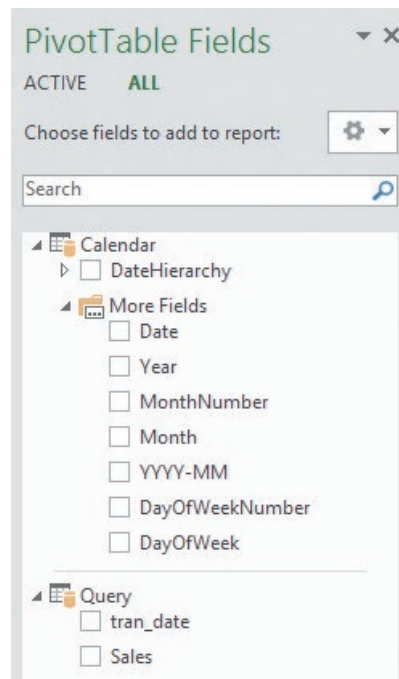 PivotTable Fields
ACTIVE ALL
Choose fields to add to report:
Search
Calendar
DateHierarchy
More Fields
Date
Year
MonthNumber
Month
YYYY-MM
DayOfWeekNumber
DayOfWeek
Query
tran_date
Sales